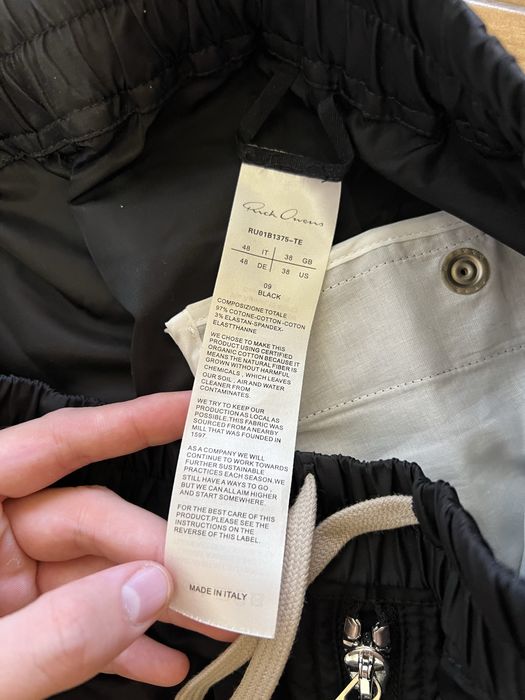 Rick Owens
RU01B1375-TE
48 IT 38 GB
48 DE 38 US
09
BLACK
COMPOSIZIONE TOTALE
97% COTONE-COTTON-COTON
3% ELASTAN-SPANDEX-
ELASTTHANNE
WE CHOSE TO MAKE THIS
PRODUCT USING CERTIFIED
ORGANIC COTTON BECAUSE IT
MEANS THE NATURAL FIBER IS
GROWN WITHOUT HARMFUL
CHEMICALS , WHICH LEAVES
OUR SOIL , AIR AND WATER
CLEANER FROM
CONTAMINATES.
WE TRY TO KEEP OUR
PRODUCTION AS LOCAL AS
POSSIBLE.THIS FABRIC WAS
SOURCED FROM A NEARBY
MILL THAT WAS FOUNDED IN
1597
AS A COMPANY WE WILL
CONTINUE TO WORK TOWARDS
FURTHER SUSTAINABLE
PRACTICES EACH SEASON.WE
STILL HAVE A WAYS TO GO ,
BUT WE CAN ALL AIM HIGHER
AND START SOMEWHERE.
FOR THE BEST CARE OF THIS
PRODUCT.PLEASE SEE THE
INSTRUCTIONS ON THE
REVERSE OF THIS LABEL.
MADE IN ITALY